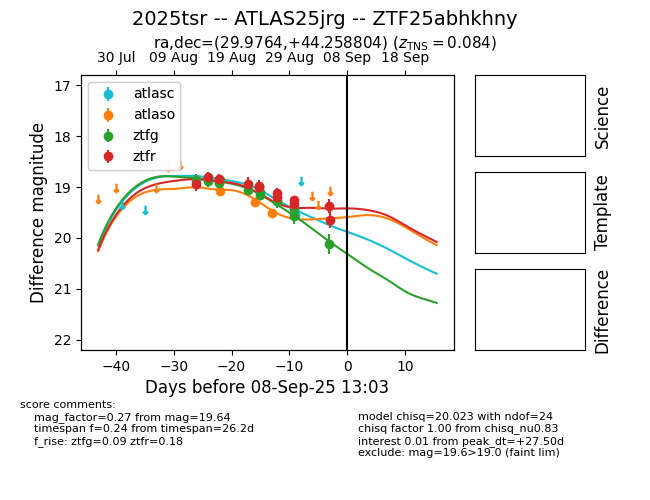 2025tsr -- ATLAS25jrg -- ZTF25abhkhny
ra,dec=(29.9764,+44.258804) (z_TNS = 0.084)
30 Jul 09 Aug 19 Aug 29 Aug 08 Sep 18 Sep
17
18
19
20
21
22
Difference magnitude
atlasc
atlaso
ztfg
ztfr
−40 −30 −20 −10 0 10
Days before 08-Sep-25 13:03
Science
Template
Difference
score comments:
mag_factor=0.27 from mag=19.64
timespan f=0.24 from timespan=26.2d
f_rise: ztfg=0.09 ztfr=0.18
model chisq=20.023 with ndof=24
chisq factor 1.00 from chisq_nu0.83
interest 0.01 from peak_dt=+27.50d
exclude: mag=19.6>19.0 (faint lim)